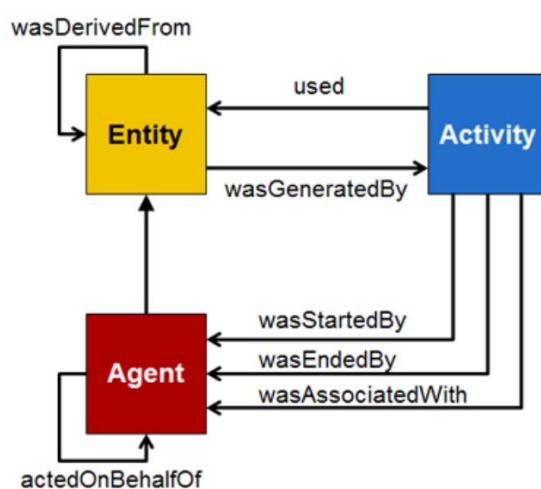 wasDerivedFrom
used
Entity
Activity
wasGeneratedBy
wasStartedBy
wasEndedBy
Agent
wasAssociatedWith
actedOnBehalfOf